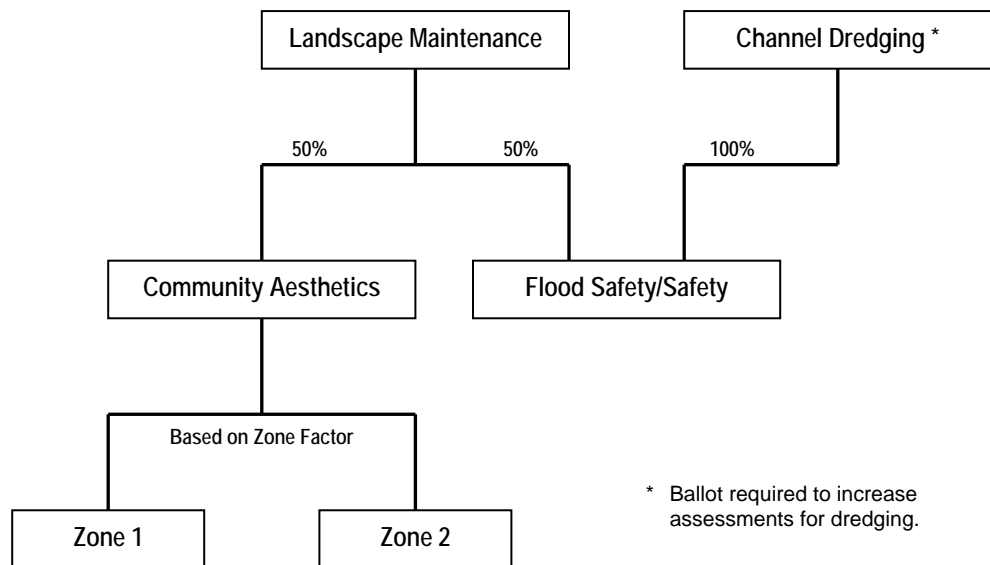 Landscape Maintenance
Channel Dredging *
50%
50%
100%
Community Aesthetics
Flood Safety/Safety
Based on Zone Factor
* Ballot required to increase
assessments for dredging.
Zone 1
Zone 2